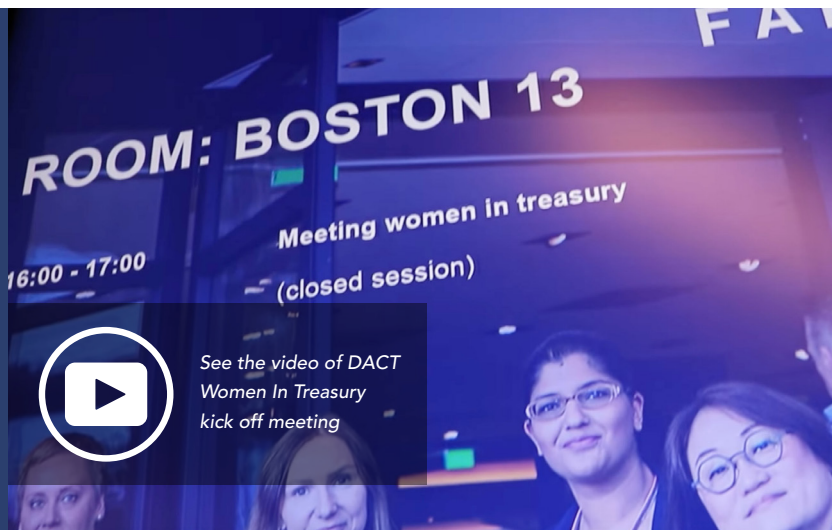 FA
ROOM: BOSTON 13
Meeting women in treasury
16:00 - 17:00
(closed session)
See the video of DACT
Women In Treasury
kick off meeting